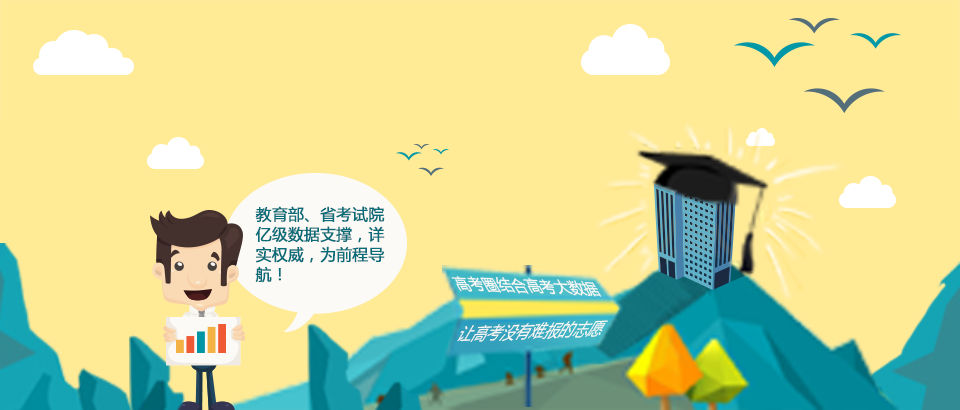 教育部、省考试院
亿级数据支撑，详
实权威，为前程导
航！
高考圈结合高考大数据
让高考没有难报的志愿